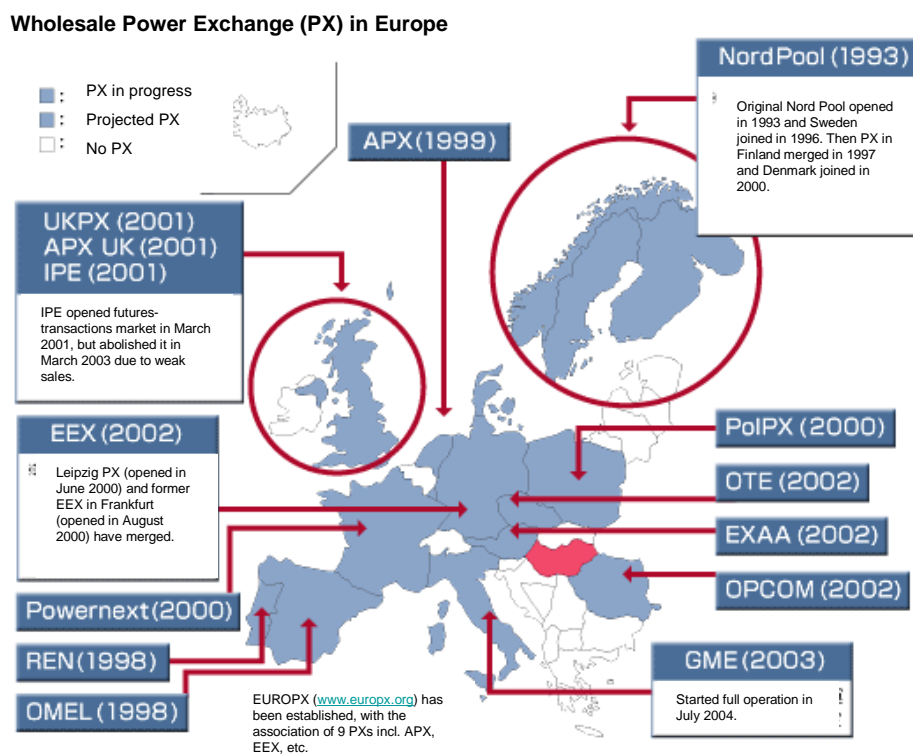 Wholesale Power Exchange (PX) in Europe
: PX in progress
: Projected PX
: No PX
NordPool (1993)
Original Nord Pool opened
in 1993 and Sweden
joined in 1996. Then PX in
Finland merged in 1997
and Denmark joined in
2000.
APX (1999)
UKPX (2001)
APX UK (2001)
IPE (2001)
IPE opened futures-
transactions market in March
2001, but abolished it in
March 2003 due to weak
sales.
EEX (2002)
Leipzig PX (opened in
June 2000) and former
EEX in Frankfurt
(opened in August
2000) have merged.
PolPX (2000)
OTE (2002)
EXAA (2002)
OPCOM (2002)
Powernext (2000)
REN (1998)
OMEL (1998)
EUROPX (www.europx.org) has
been established, with the
association of 9 PXs incl. APX,
EEX, etc.
GME (2003)
Started full operation in
July 2004.